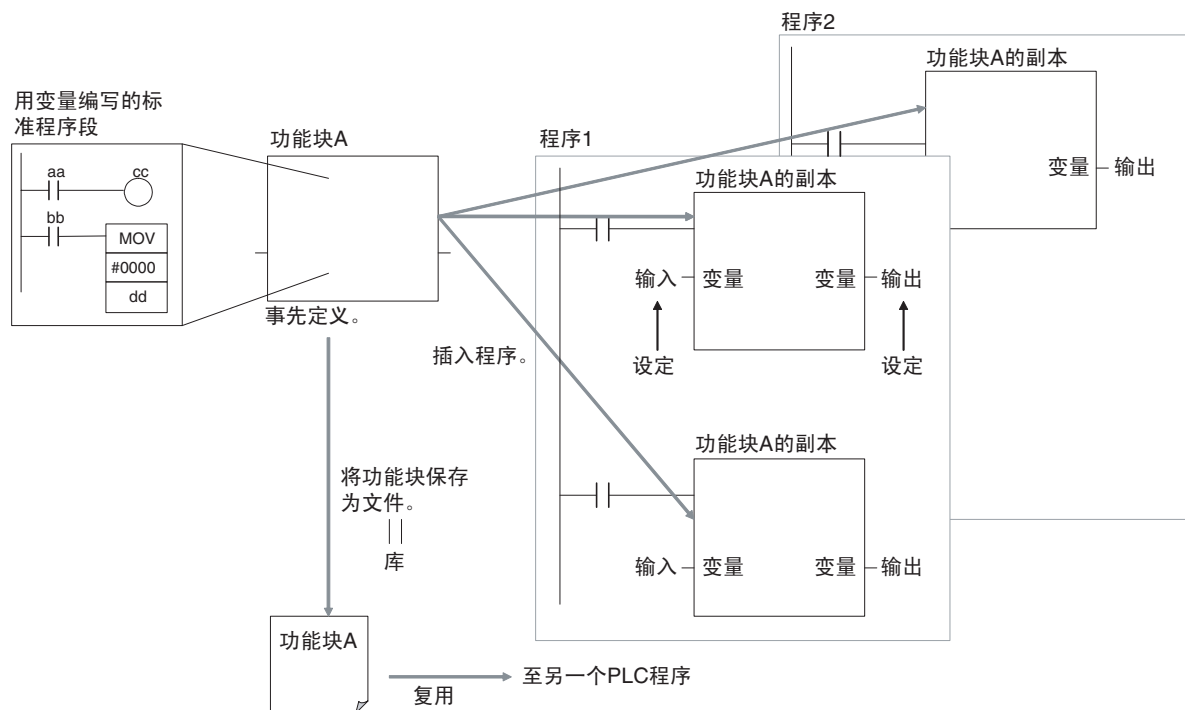 程序2
功能块A的副本
变量
输出
用变量编写的标
准程序段
aa
cc
bb
MOV
#0000
dd
功能块A
事先定义。
程序1
功能块A的副本
输入
变量
变量
输出
设定
设定
插入程序。
功能块A的副本
输入
变量
变量
输出
将功能块保存
为文件。
库
功能块A
复用
至另一个PLC程序